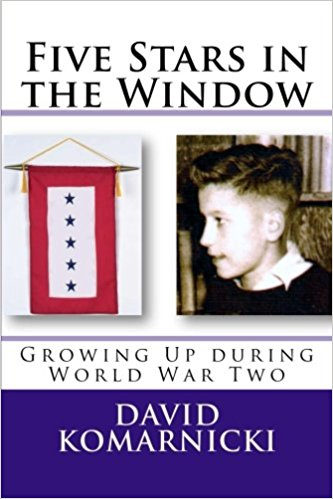 Five Stars in
the Window
Growing Up during
World War Two
DAVID
KOMARNICKI